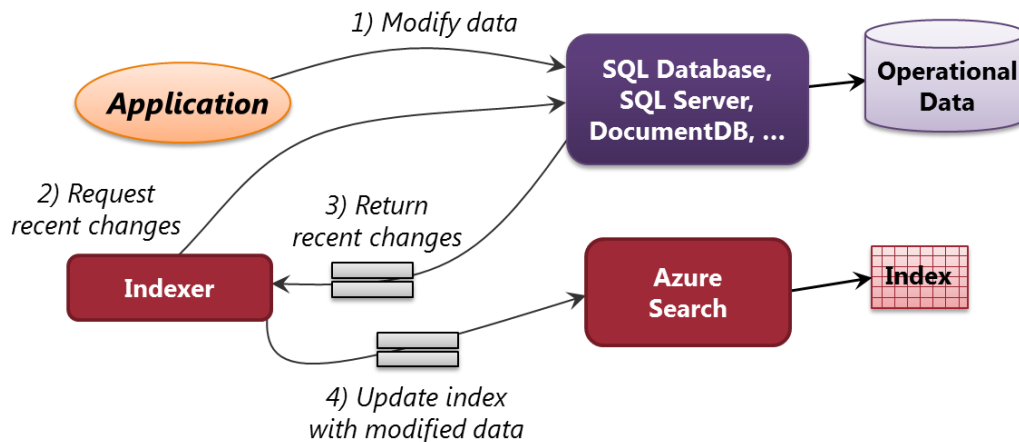 1) Modify data
SQL Database,
SQL Server,
DocumentDB, ...
Operational
Data
Application
2) Request
recent changes
3) Return
recent changes
Indexer
Azure
Search
Index
4) Update index
with modified data